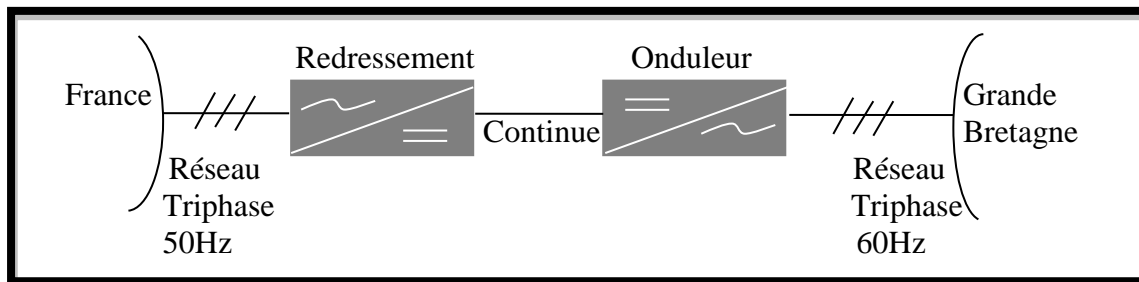 Redressement
Onduleur
France
Grande
Bretagne
Continue
Réseau
Triphase
50Hz
Réseau
Triphase
60Hz